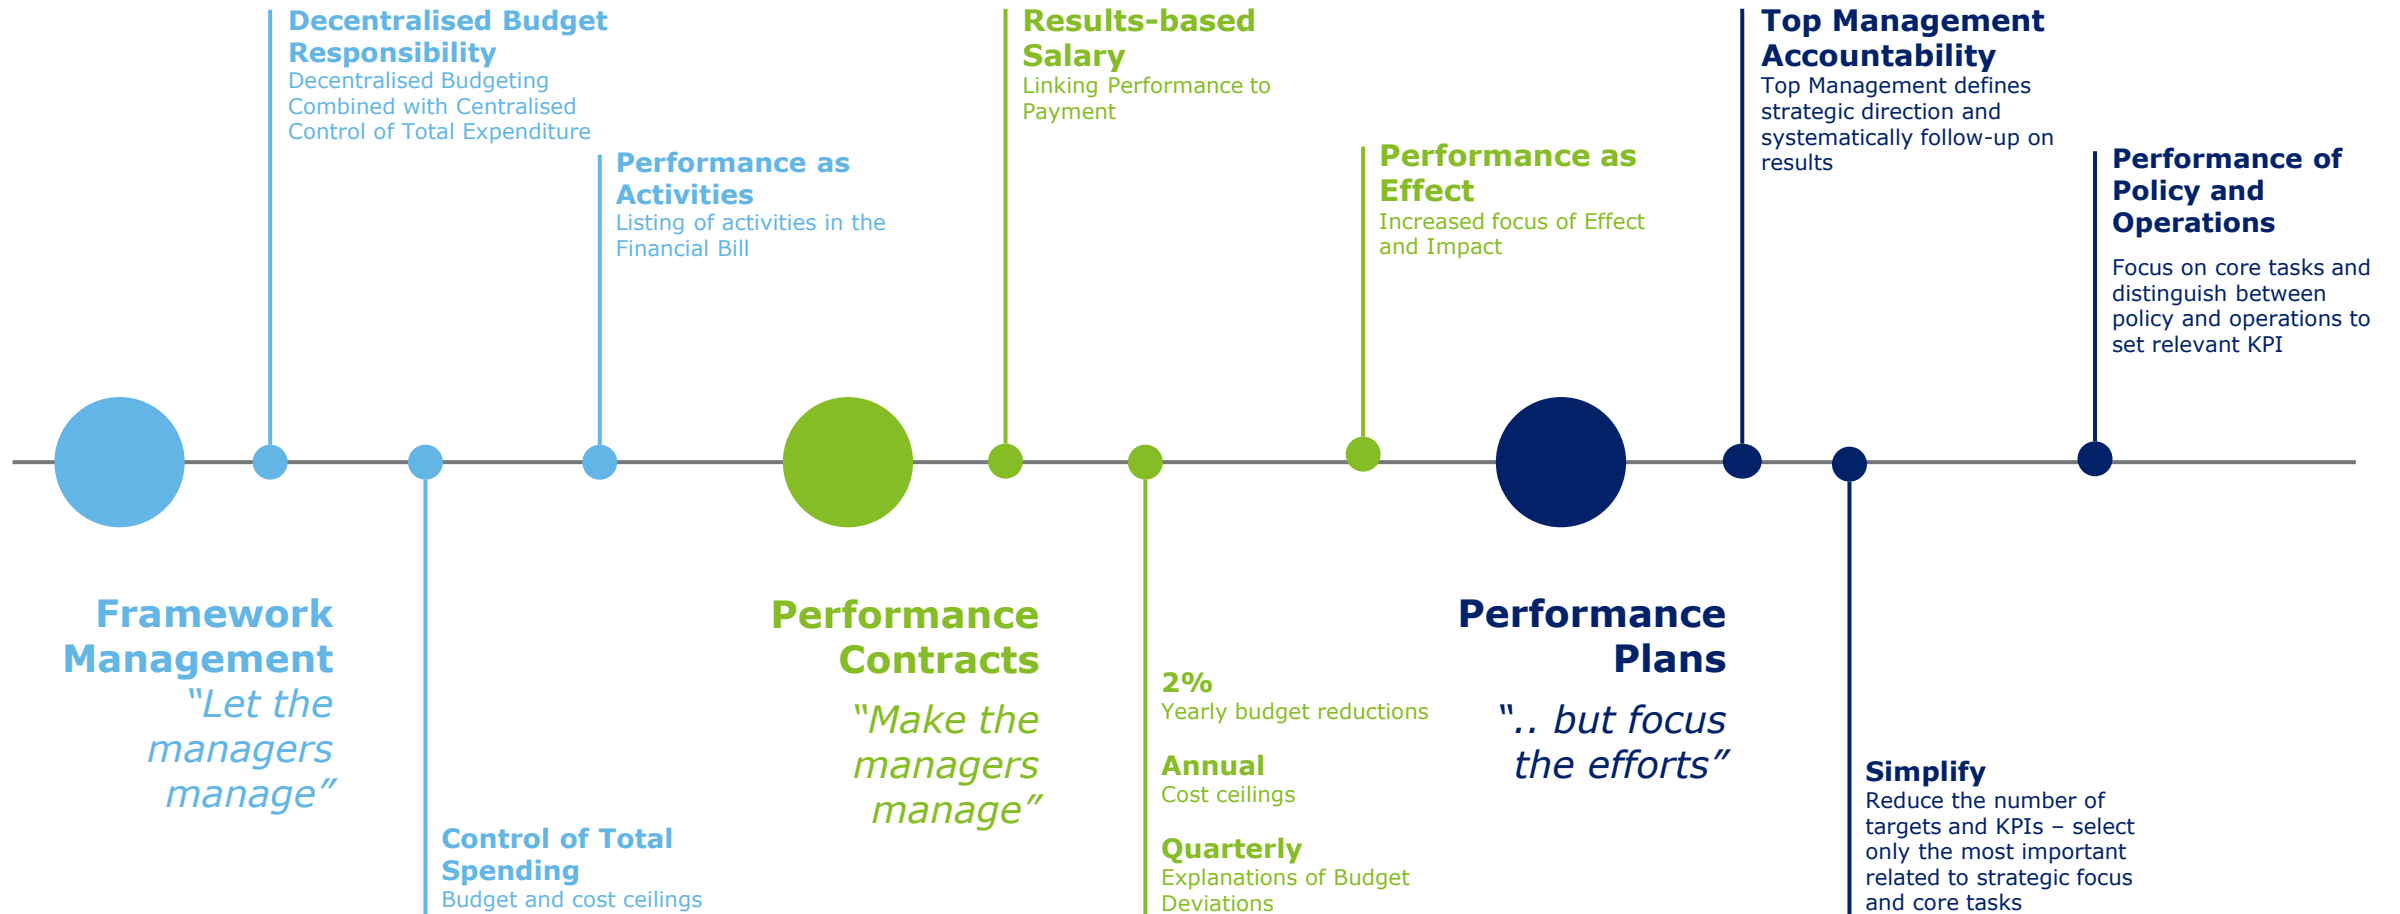 Decentralised Budget
Responsibility
Decentralised Budgeting
Combined with Centralised
Control of Total Expenditure
Performance as
Activities
Listing of activities in the
Financial Bill
Results-based
Salary
Linking Performance to
Payment
Performance as
Effect
Increased focus of Effect
and Impact
Top Management
Accountability
Top Management defines
strategic direction and
systematically follow-up on
results
Performance of
Policy and
Operations
Focus on core tasks and
distinguish between
policy and operations to
set relevant KPI
Framework
Management
“Let the
managers
manage”
Control of Total
Spending
Budget and cost ceilings
Performance
Contracts
“Make the
managers
manage”
2%
Yearly budget reductions
Annual
Cost ceilings
Quarterly
Explanations of Budget
Deviations
Performance
Plans
“.. but focus
the efforts”
Simplify
Reduce the number of
targets and KPIs – select
only the most important
related to strategic focus
and core tasks